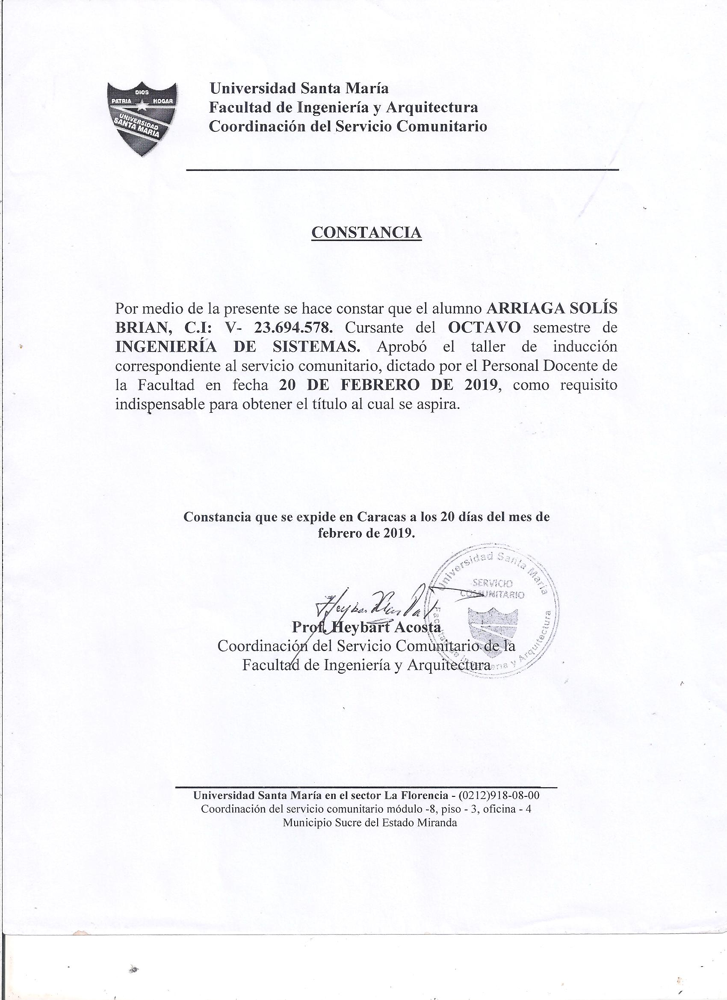 DIOS
PATRIA HOGAR
UNIVERSIDAD
SANTA MARIA
Universidad Santa María
Facultad de Ingeniería y Arquitectura
Coordinación del Servicio Comunitario
CONSTANCIA
Por medio de la presente se hace constar que el alumno ARRIAGA SOLÍS
BRIAN, C.I: V- 23.694.578. Cursante del OCTAVO semestre de
INGENIERÍA DE SISTEMAS. Aprobó el taller de inducción
correspondiente al servicio comunitario, dictado por el Personal Docente de
la Facultad en fecha 20 DE FEBRERO DE 2019, como requisito
indispensable para obtener el título al cual se aspira.
Constancia que se expide en Caracas a los 20 días del mes de
febrero de 2019.
Universidad Santa María
SERVICIO
COMUNITARIO
Facultad de Ingeniería y Arquitectura
Prof. Heybart Acosta
Coordinación del Servicio Comunitario de la
Facultad de Ingeniería y Arquitectura
Universidad Santa María en el sector La Florencia - (0212)918-08-00
Coordinación del servicio comunitario módulo -8, piso - 3, oficina - 4
Municipio Sucre del Estado Miranda